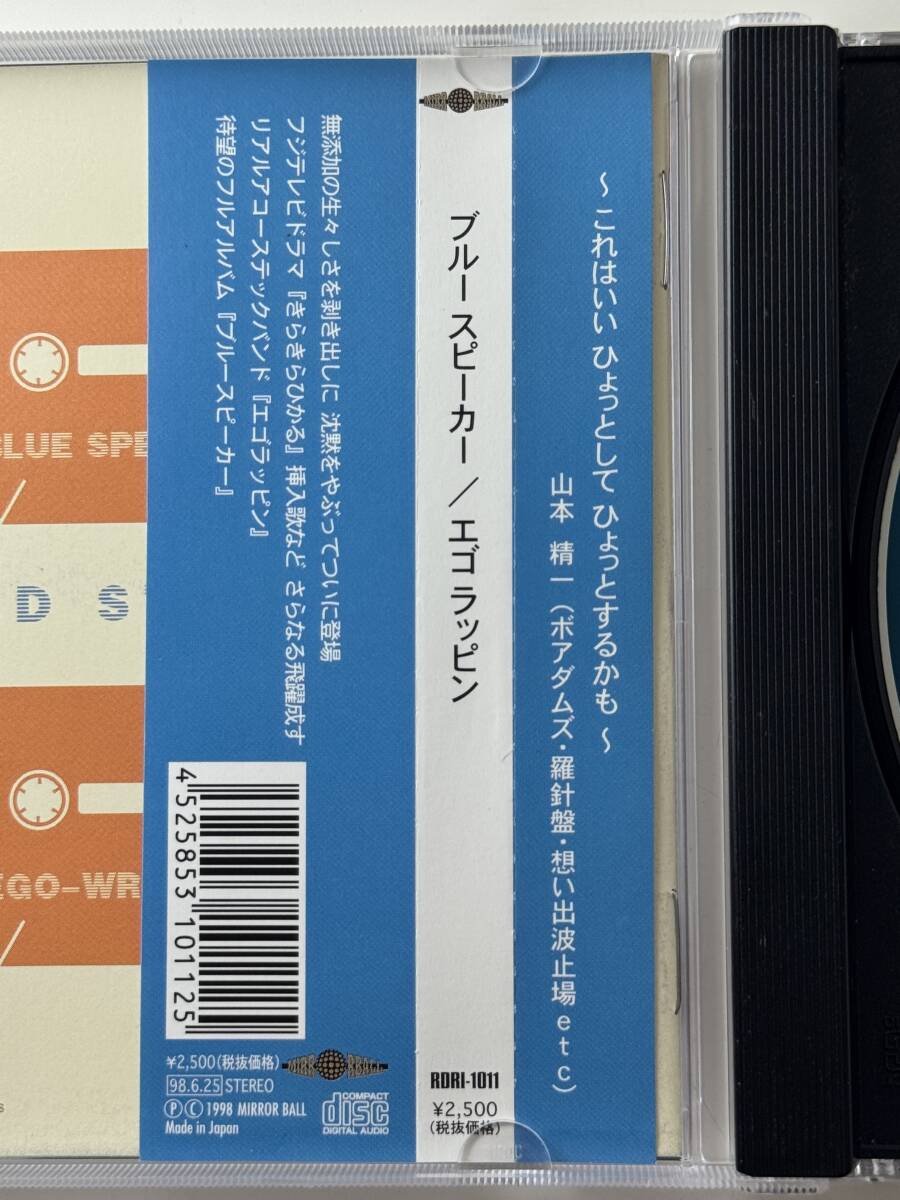 ～ これはいい ひょっとして ひょっとするかも ～
山本 精一（ボアダムズ・羅針盤・想い出波止場 etc）
MIRR RBALL
ブルー スピーカー ／ エゴ ラッピン
RDRI-1011
￥2,500
(税抜価格)
無添加の生々しさを剥き出しに 沈黙をやぶってついに登場
フジテレビドラマ『きらきらひかる』挿入歌など さらなる飛躍成す
リアルアコーステックバンド『エゴラッピン』
待望のフルアルバム『ブルースピーカー』
4 525853 101125
￥2,500(税抜価格)
MIRR RBALL
98.6.25 STEREO
Ⓟ Ⓒ 1998 MIRROR BALL
Made in Japan
COMPACT
disc
DIGITAL AUDIO
BLUE SPE
D S
EGO-WR